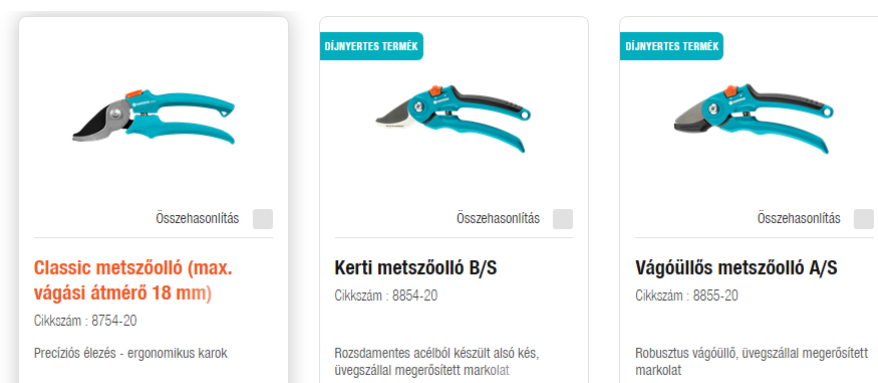 Összehasonlítás
Classic metszőolló (max.
vágási átmérő 18 mm)
Cikkszám : 8754-20
Precíziós élezés - ergonomikus karok
DÍJNYERTES TERMÉK
Összehasonlítás
Kerti metszőolló B/S
Cikkszám : 8854-20
Rozsdamentes acélból készült alsó kés,
üvegszállal megerősített markolat
DÍJNYERTES TERMÉK
Összehasonlítás
Vágóüllős metszőolló A/S
Cikkszám : 8855-20
Robusztus vágóüllő, üvegszállal megerősített
markolat